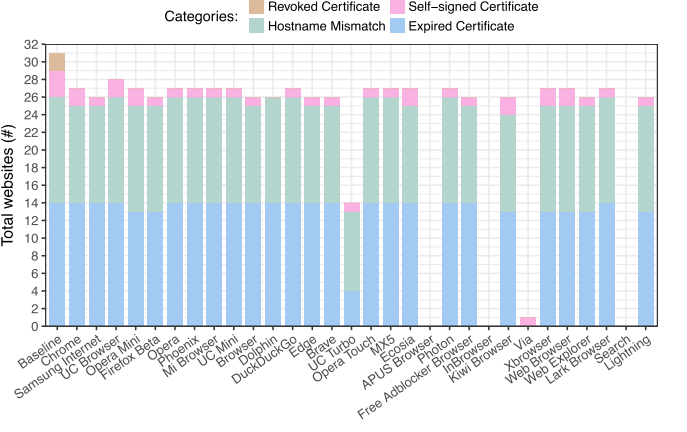 Categories:
Revoked Certificate
Self-signed Certificate
Hostname Mismatch
Expired Certificate
Total websites (#)
32
30
28
26
24
22
20
18
16
14
12
10
8
6
4
2
0
Baseline
Chrome
Samsung Internet
UC Browser
Opera Mini
Firefox Beta
Opera
Phoenix
Mi Browser
UC Mini
Browser
Dolphin
DuckDuckGo
Edge
Brave
UC Turbo
Opera Touch
MX5
Ecosia
APUS Browser
Photon
Free Adblocker Browser
InBrowser
Kiwi Browser
Via
Xbrowser
Web Browser
Web Explorer
Lark Browser
Search
Lightning